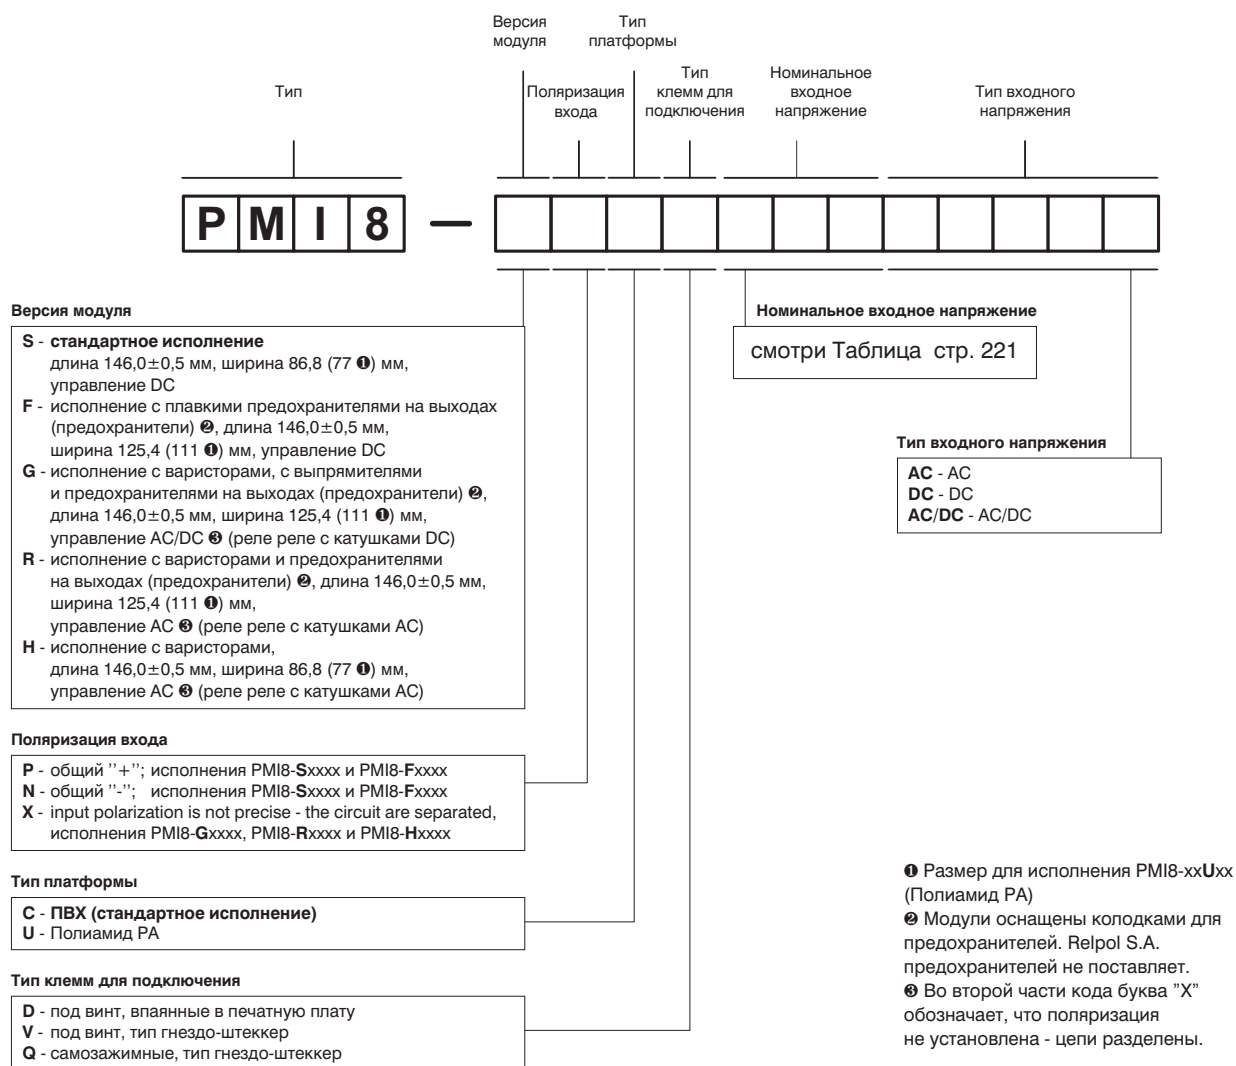 Версия
модуля
Тип
платформы
Тип
Поляризация
входа
Тип
клемм для
подключения
Номинальное
входное
напряжение
Тип входного
напряжения
PMI8 —
Версия модуля
S - стандартное исполнение
длина 146,0±0,5 мм, ширина 86,8 (77 ❶) мм,
управление DC
F - исполнение с плавкими предохранителями на выходах
(предохранители) ❷, длина 146,0±0,5 мм,
ширина 125,4 (111 ❶) мм, управление DC
G - исполнение с варисторами, с выпрямителями
и предохранителями на выходах (предохранители) ❷,
длина 146,0±0,5 мм, ширина 125,4 (111 ❶) мм,
управление AC/DC ❸ (реле реле с катушками DC)
R - исполнение с варисторами и предохранителями
на выходах (предохранители) ❷, длина 146,0±0,5 мм,
ширина 125,4 (111 ❶) мм,
управление AC ❸ (реле реле с катушками AC)
H - исполнение с варисторами,
длина 146,0±0,5 мм, ширина 86,8 (77 ❶) мм,
управление AC ❸ (реле реле с катушками AC)
Номинальное входное напряжение
смотри Таблица стр. 221
Тип входного напряжения
AC - AC
DC - DC
AC/DC - AC/DC
Поляризация входа
P - общий ''+''; исполнения PMI8-Sxxxx и PMI8-Fxxxx
N - общий ''-''; исполнения PMI8-Sxxxx и PMI8-Fxxxx
X - input polarization is not precise - the circuit are separated,
исполнения PMI8-Gxxxx, PMI8-Rxxxx и PMI8-Hxxxx
Тип платформы
C - ПВХ (стандартное исполнение)
U - Полиамид PA
Тип клемм для подключения
D - под винт, впаянные в печатную плату
V - под винт, тип гнездо-штеккер
Q - самозажимные, тип гнездо-штеккер
❶ Размер для исполнения PMI8-xxUxx
(Полиамид PA)
❷ Модули оснащены колодками для
предохранителей. Relpol S.A.
предохранителей не поставляет.
❸ Во второй части кода буква ”X”
обозначает, что поляризация
не установлена - цепи разделены.